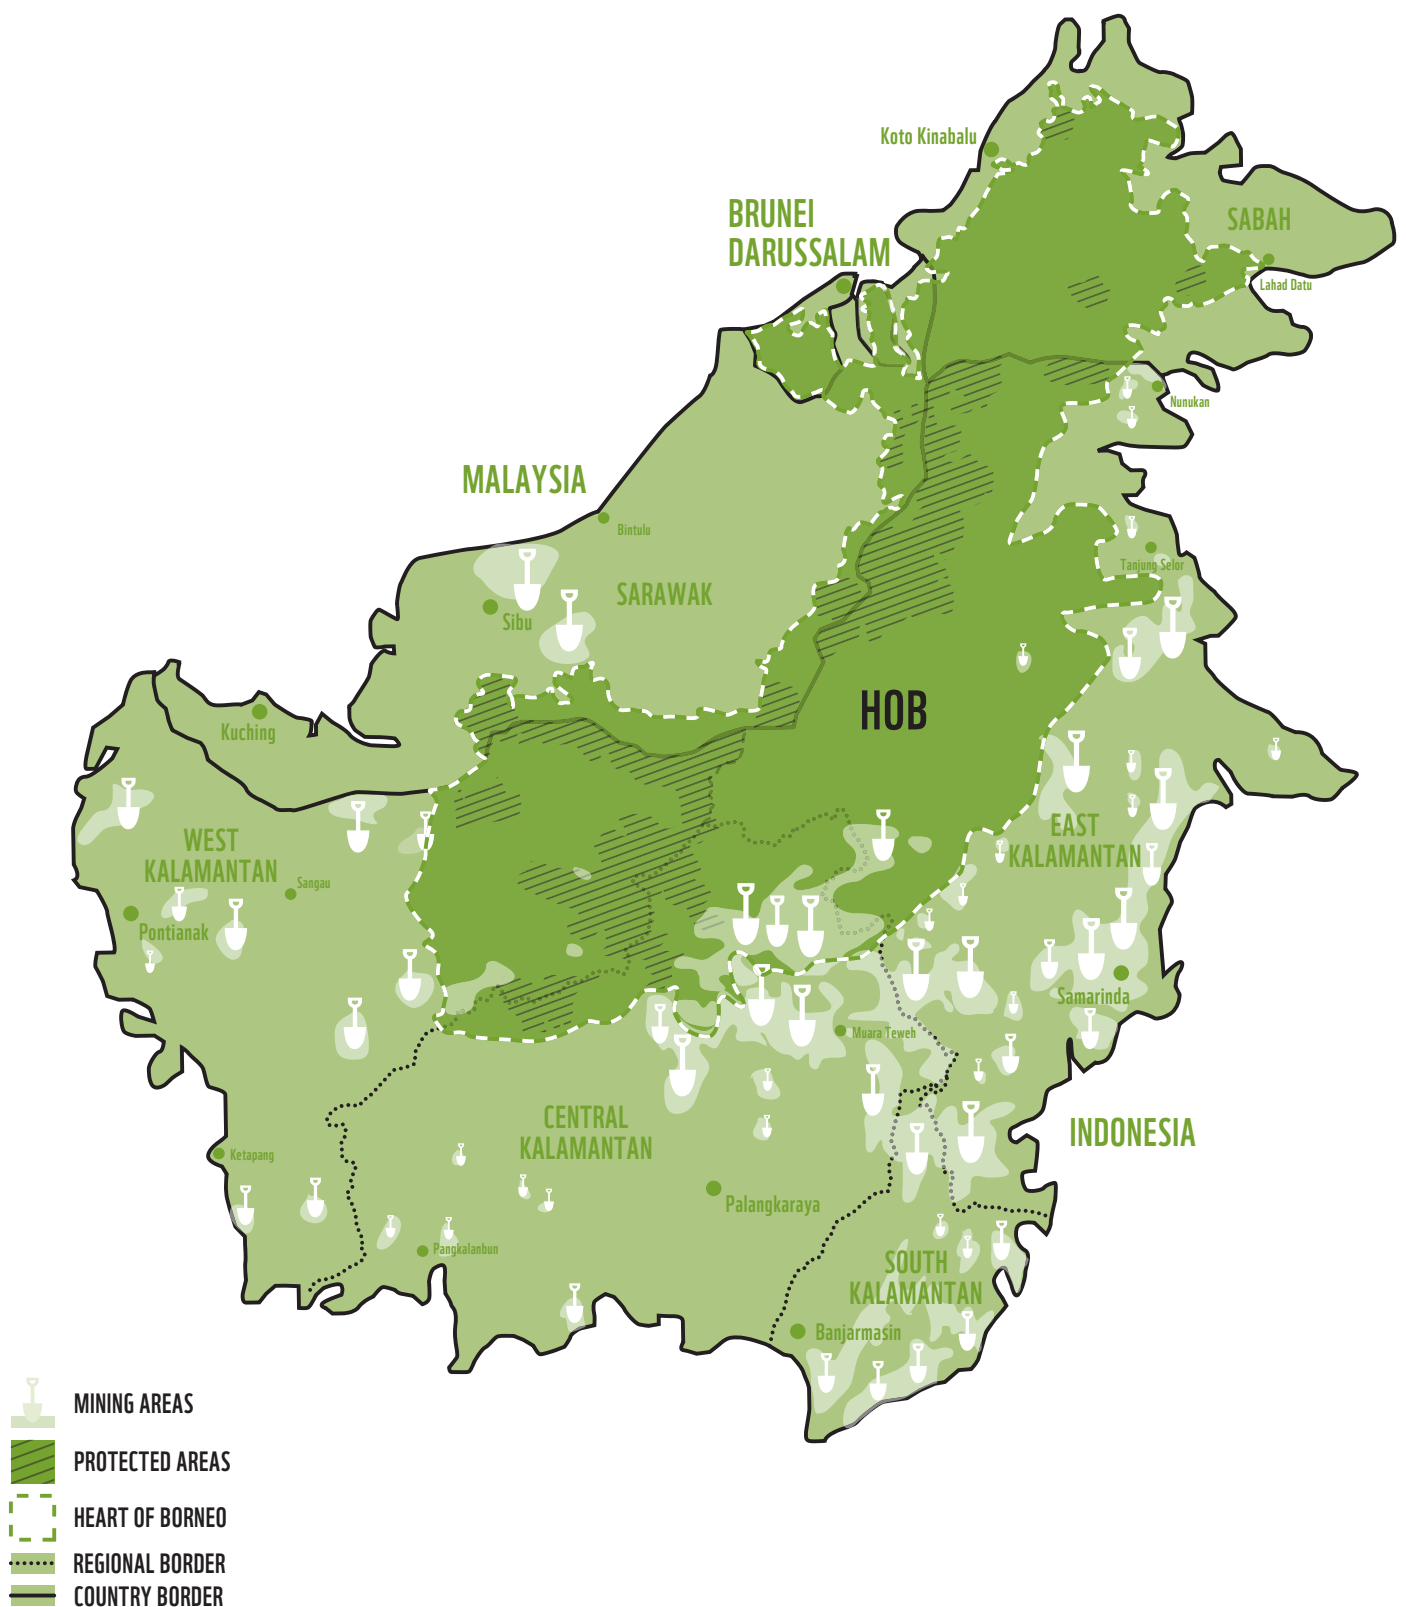 Koto Kinabalu
BRUNEI
DARUSSALAM
SABAH
Lahad Datu
Nunukan
MALAYSIA
Bintulu
Tanjung Selor
SARAWAK
Sibu
HOB
Kuching
WEST
KALAMANTAN
EAST
KALAMANTAN
Sangau
Pontianak
Samarinda
Muara Teweh
CENTRAL
KALAMANTAN
INDONESIA
Ketapang
Palangkaraya
Pangkalanbun
SOUTH
KALAMANTAN
Banjarmasin
MINING AREAS
PROTECTED AREAS
HEART OF BORNEO
REGIONAL BORDER
COUNTRY BORDER